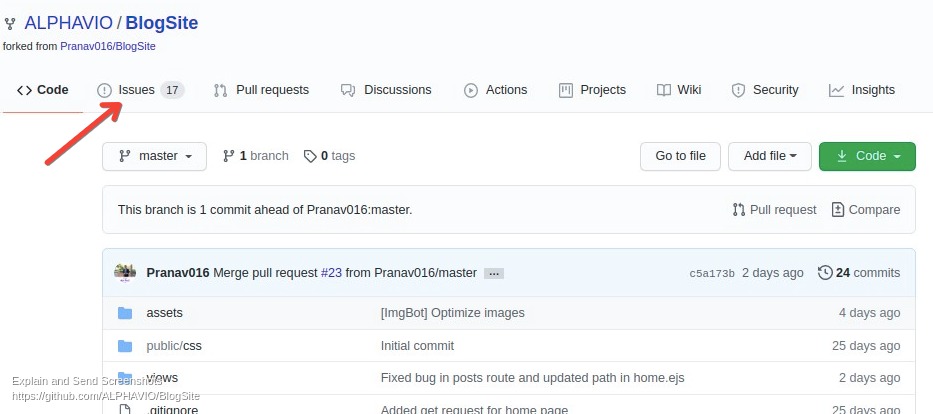 ALPHAVIO / BlogSite
forked from Pranav016/BlogSite
Code Issues 17 Pull requests Discussions Actions Projects Wiki Security Insights
master 1 branch 0 tags Go to file Add file Code
This branch is 1 commit ahead of Pranav016:master. Pull request Compare
Pranav016 Merge pull request #23 from Pranav016/master ... c5a173b 2 days ago 24 commits
assets [ImgBot] Optimize images 4 days ago
public/css Initial commit 25 days ago
views Fixed bug in posts route and updated path in home.ejs 2 days ago
Explain and Send Screenshots
https://github.com/ALPHAVIO/BlogSite
.gitignore Added get request for home page 25 days ago